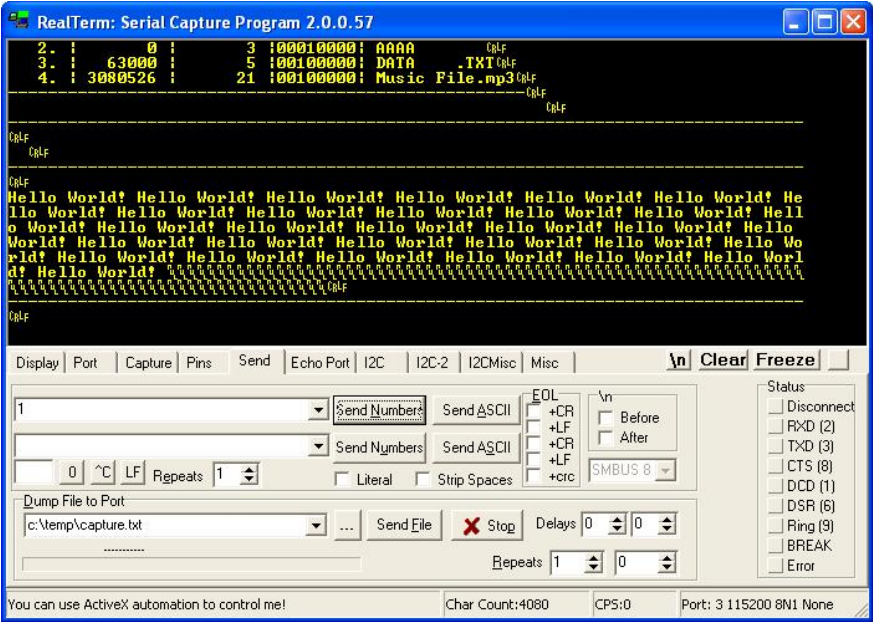 RealTerm: Serial Capture Program 2.0.0.57
2. | 0 | 3 |00010000| AAAA CRLF
3. | 63000 | 5 |00100000| DATA .TXT CRLF
4. | 3080526 | 21 |00100000| Music File.mp3 CRLF
CRLF
CRLF
CRLF
CRLF
CRLF
Hello World! Hello World! Hello World! Hello World! Hello World! Hello World! He
llo World! Hello World! Hello World! Hello World! Hello World! Hello World! Hell
o World! Hello World! Hello World! Hello World! Hello World! Hello World! Hello
World! Hello World! Hello World! Hello World! Hello World! Hello World! Hello Wo
rld! Hello World! Hello World! Hello World! Hello World! Hello World! Hello Worl
d! Hello World!
CRLF
CRLF
Display Port Capture Pins Send Echo Port I2C I2C-2 I2CMisc Misc \n Clear Freeze
1 Send Numbers Send ASCII
Send Numbers Send ASCII
EOL
+CR
+LF
+CR
+LF
+crc
\n
Before
After
SMBUS 8
0 ^C LF Repeats 1 Literal Strip Spaces
Dump File to Port
c:\temp\capture.txt ... Send File Stop Delays 0 0
Repeats 1 0
Status
Disconnect
RXD (2)
TXD (3)
CTS (8)
DCD (1)
DSR (6)
Ring (9)
BREAK
Error
You can use ActiveX automation to control me! Char Count:4080 CPS:0 Port: 3 115200 8N1 None